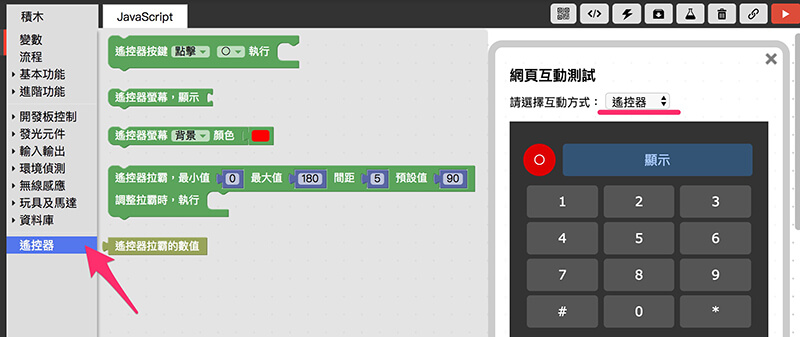 積木
JavaScript
變數
流程
基本功能
進階功能
開發板控制
發光元件
輸入輸出
環境偵測
無線感應
玩具及馬達
資料庫
遙控器
遙控器按鍵 點擊 O 執行
遙控器螢幕，顯示
遙控器螢幕 背景 顏色
遙控器拉霸，最小值 0 最大值 180 間距 5 預設值 90
調整拉霸時，執行
遙控器拉霸的數值
網頁互動測試
請選擇互動方式： 遙控器
O 顯示
1 2 3
4 5 6
7 8 9
# 0 *